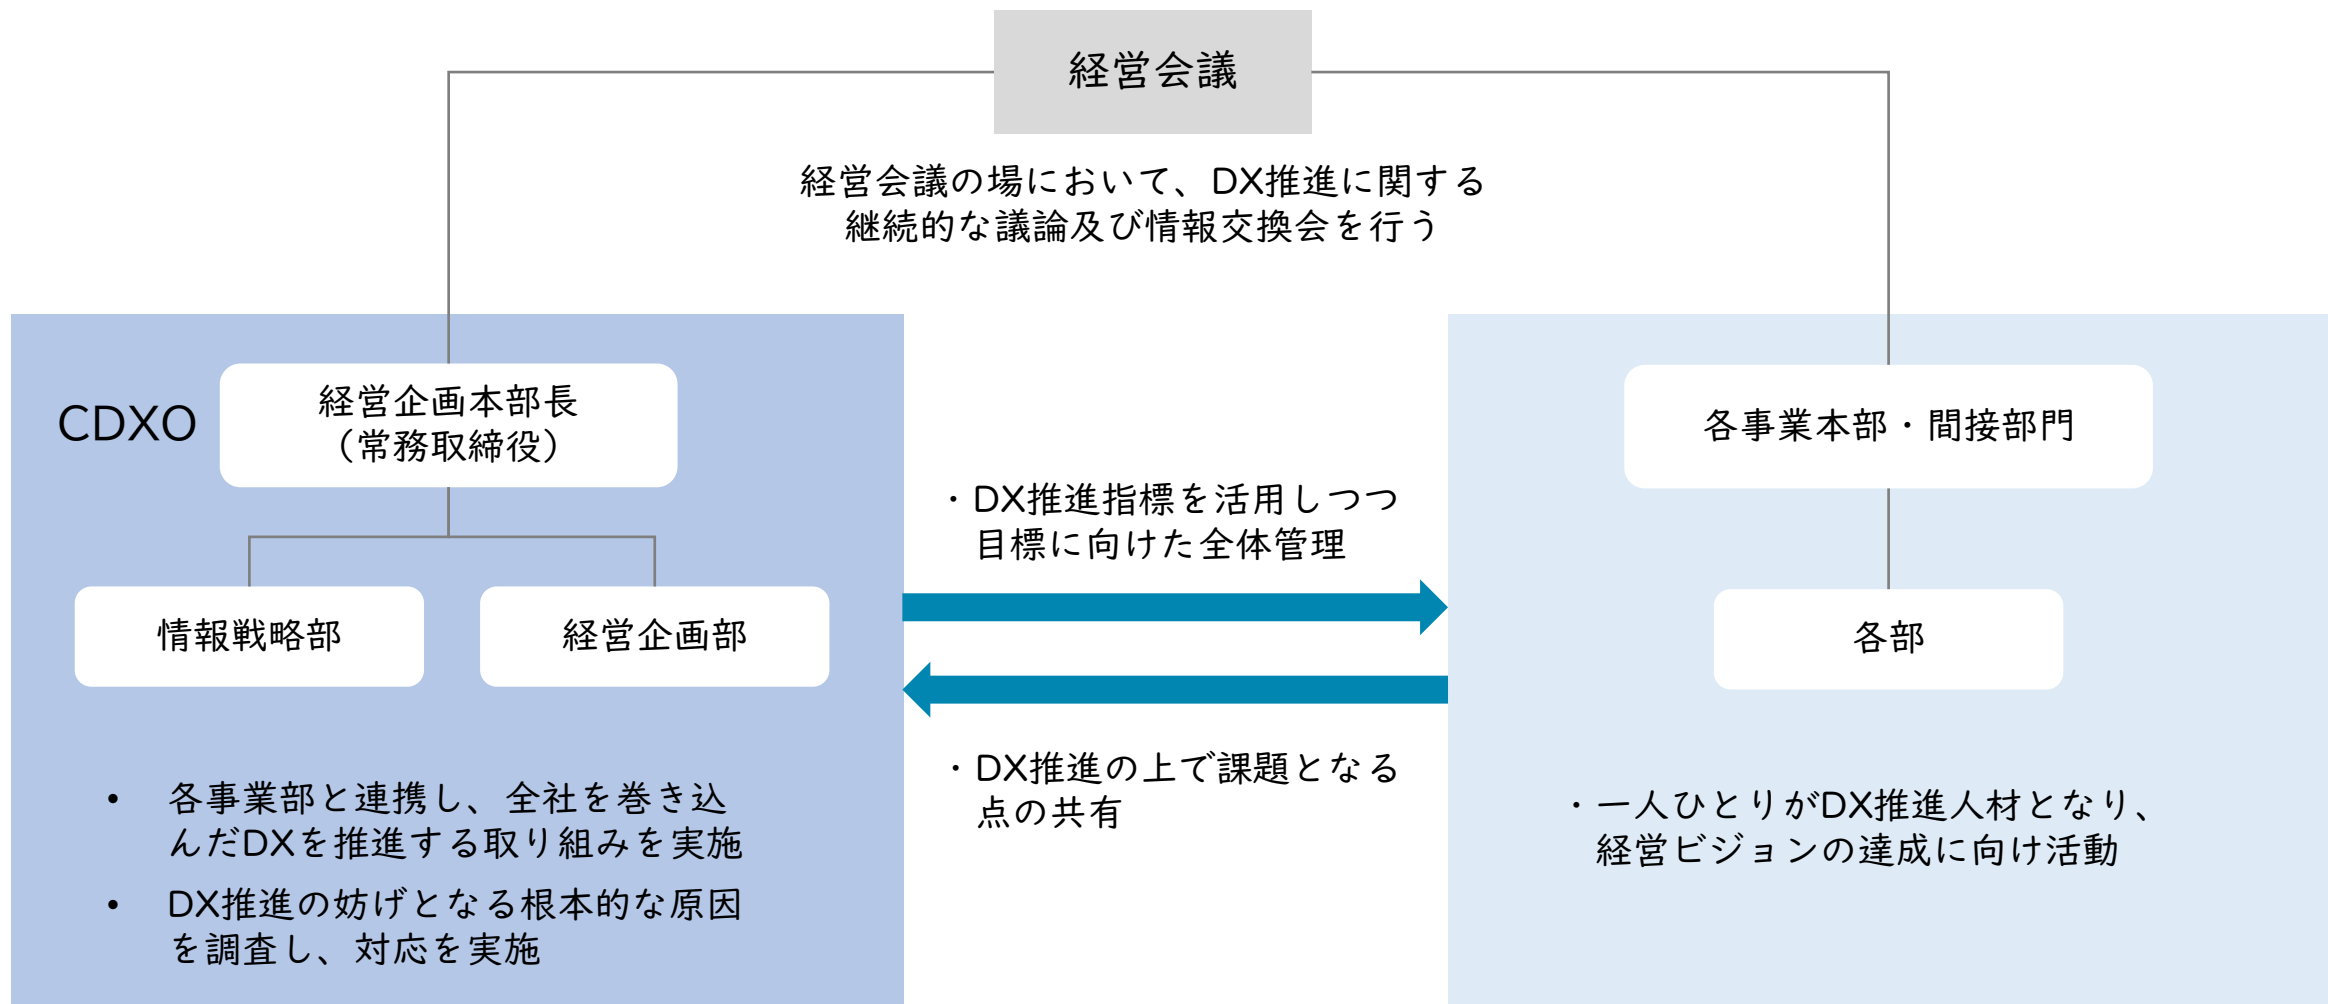 経営会議
経営会議の場において、DX推進に関する
継続的な議論及び情報交換会を行う
CDXO
経営企画本部長
（常務取締役）
情報戦略部
経営企画部
• 各事業部と連携し、全社を巻き込
んだDXを推進する取り組みを実施
• DX推進の妨げとなる根本的な原因
を調査し、対応を実施
・DX推進指標を活用しつつ
目標に向けた全体管理
・DX推進の上で課題となる
点の共有
各事業本部・間接部門
各部
・一人ひとりがDX推進人材となり、
経営ビジョンの達成に向け活動